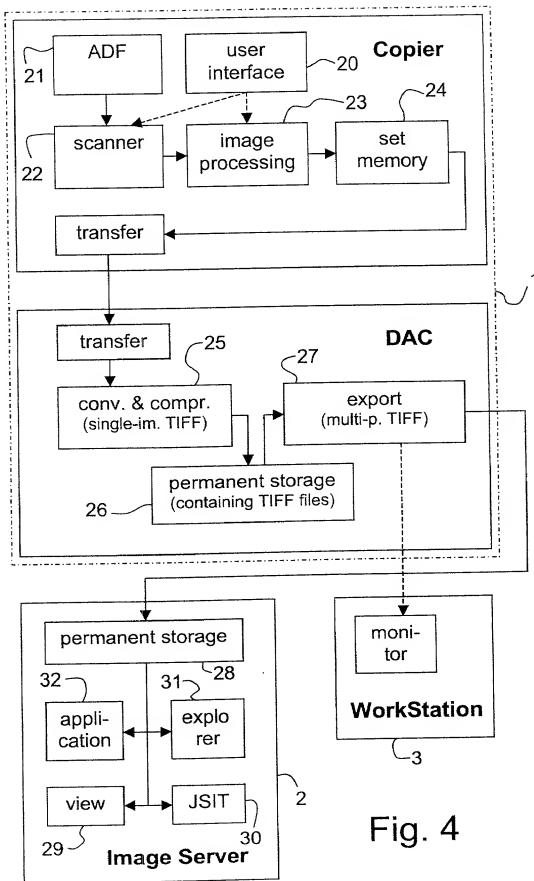 ADF
user
interface
Copier
21
20
23
24
scanner
image
processing
set
memory
22
transfer
transfer
DAC
25
27
conv. & compr.
(single-im. TIFF)
export
(multi-p. TIFF)
permanent storage
(containing TIFF files)
26
permanent storage
28
moni-
tor
32
31
appli-
cation
explo
rer
WorkStation
3
view
JSIT
2
29
30
Image Server
Fig. 4